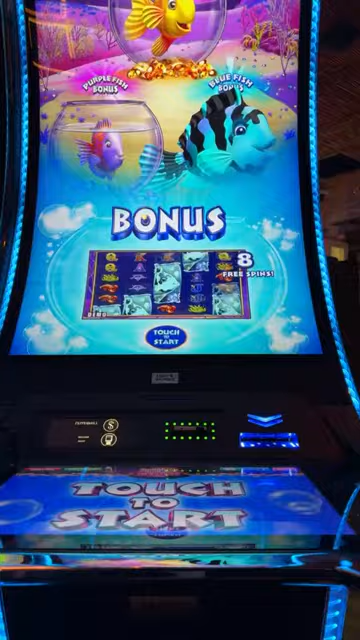 PURPLE FISH
BONUS
BLUE FISH
BONUS
BONUS
8
FREE SPINS!
TOUCH
TO
START
TOUCH
TO
START